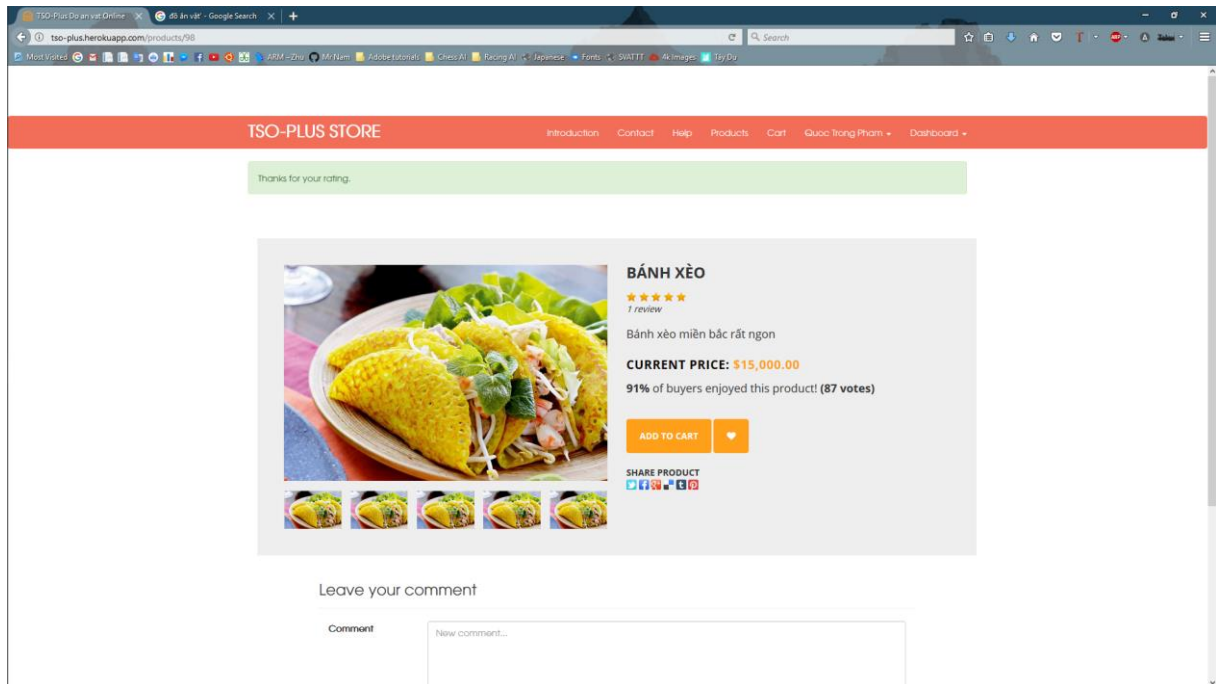 TSO-Plus Do an vat Online
đồ ăn vặt' - Google Search
tso-plus.herokuapp.com/products/98
Search
Most Visited
ARM - Zhu
Mr Nam
Adobe tutorials
Chess AI
Racing AI
Japanese
Fonts
SVATTT
4k Images
Tây Du
TSO-PLUS STORE
Introduction
Contact
Help
Products
Cart
Quoc Trong Pham
Dashboard
Thanks for your rating.
BÁNH XÈO
1 review
Bánh xèo miền bắc rất ngon
CURRENT PRICE: $15,000.00
91% of buyers enjoyed this product! (87 votes)
ADD TO CART
SHARE PRODUCT
Leave your comment
Comment
New comment...